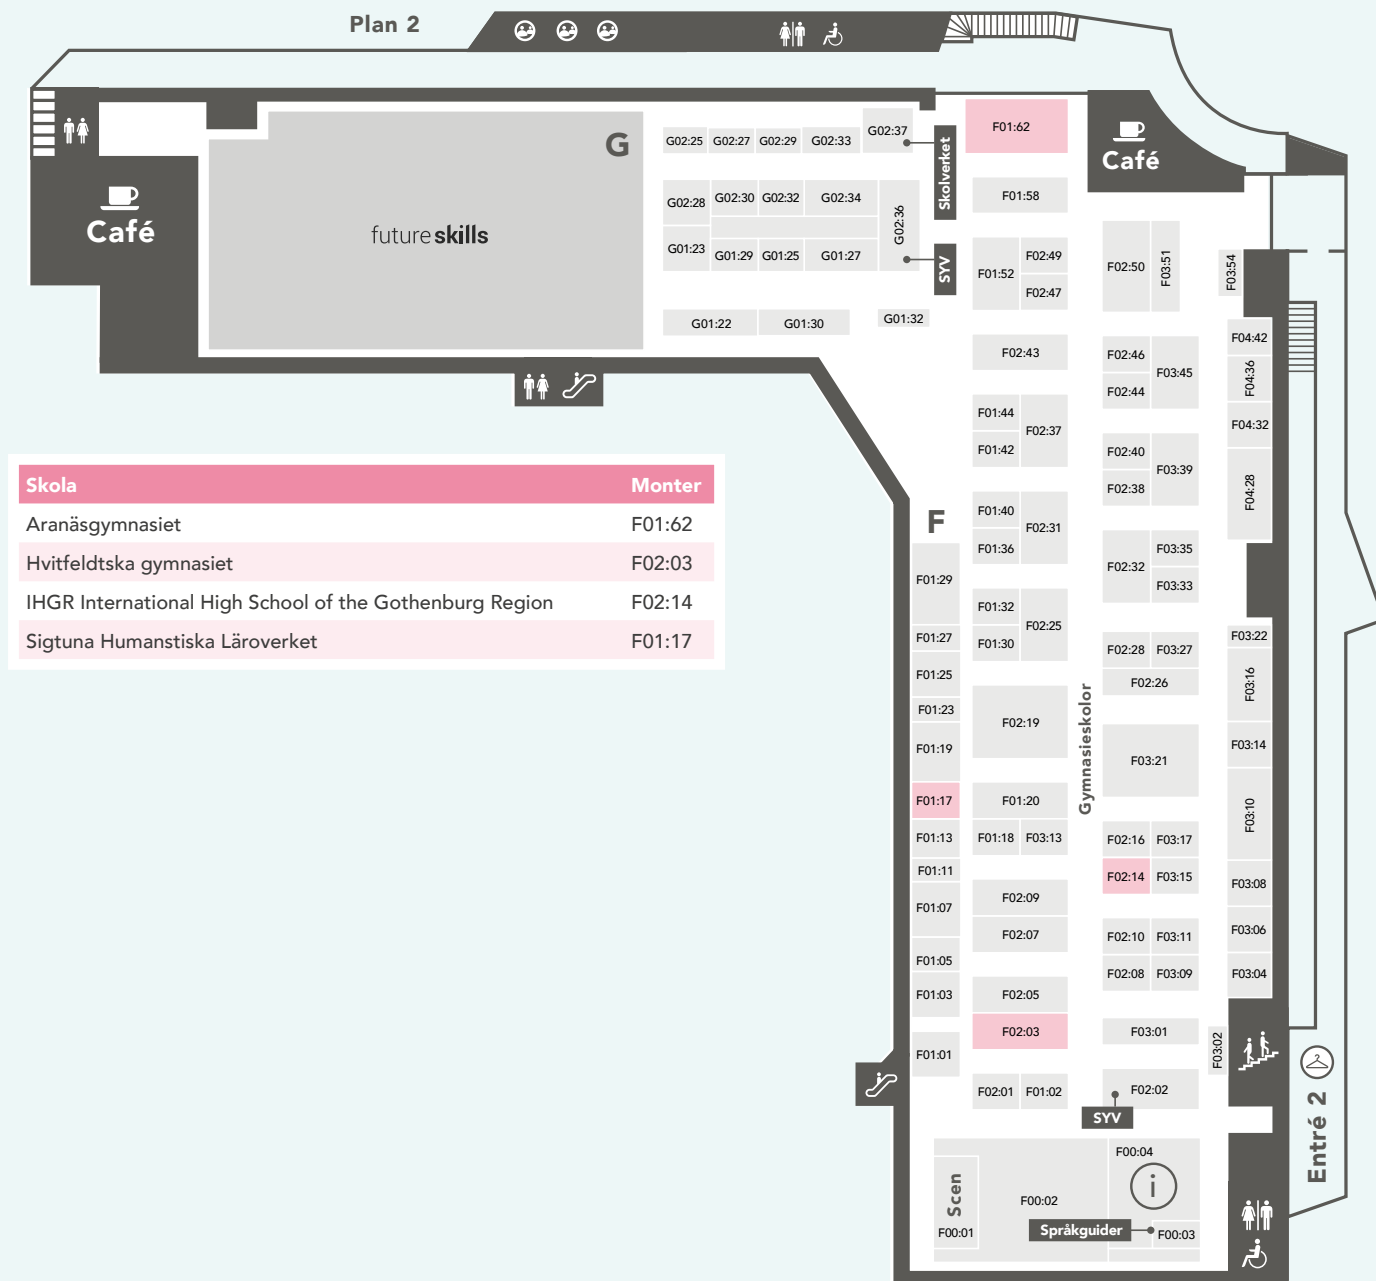 Plan 2
G
G02:25
G02:27
G02:29
G02:33
G02:37
Skolverket
F01:62
Café
Café
futureskills
G02:28
G02:30
G02:32
G02:34
G02:36
G01:23
G01:29
G01:25
G01:27
SYV
G01:22
G01:30
G01:32
F01:58
F01:52
F02:49
F02:47
F02:50
F03:51
F03:54
F02:43
F02:46
F02:44
F03:45
F04:42
F04:36
F04:32
F04:28
F01:44
F01:42
F02:37
F02:40
F02:38
F03:39
Skola Monter
Aranäsgymnasiet F01:62
Hvitfeldtska gymnasiet F02:03
IHGR International High School of the Gothenburg Region F02:14
Sigtuna Humanstiska Läroverket F01:17
F
F01:40
F01:36
F02:31
F02:32
F03:35
F03:33
F01:29
F01:27
F01:25
F01:23
F01:19
F01:17
F01:13
F01:11
F01:07
F01:05
F01:03
F01:01
F01:32
F01:30
F02:25
F02:28
F03:27
F02:26
F03:22
F03:16
F03:14
F03:10
F03:08
F03:06
F03:04
F02:19
Gymnasieskolor
F03:21
F01:20
F01:18
F03:13
F02:16
F03:17
F02:14
F03:15
F02:09
F02:07
F02:10
F03:11
F02:08
F03:09
F02:05
F02:03
F03:01
F03:02
F02:01
F01:02
F02:02
SYV
Entré 2
Scen
F00:01
F00:02
F00:04
i
Språkguider
F00:03